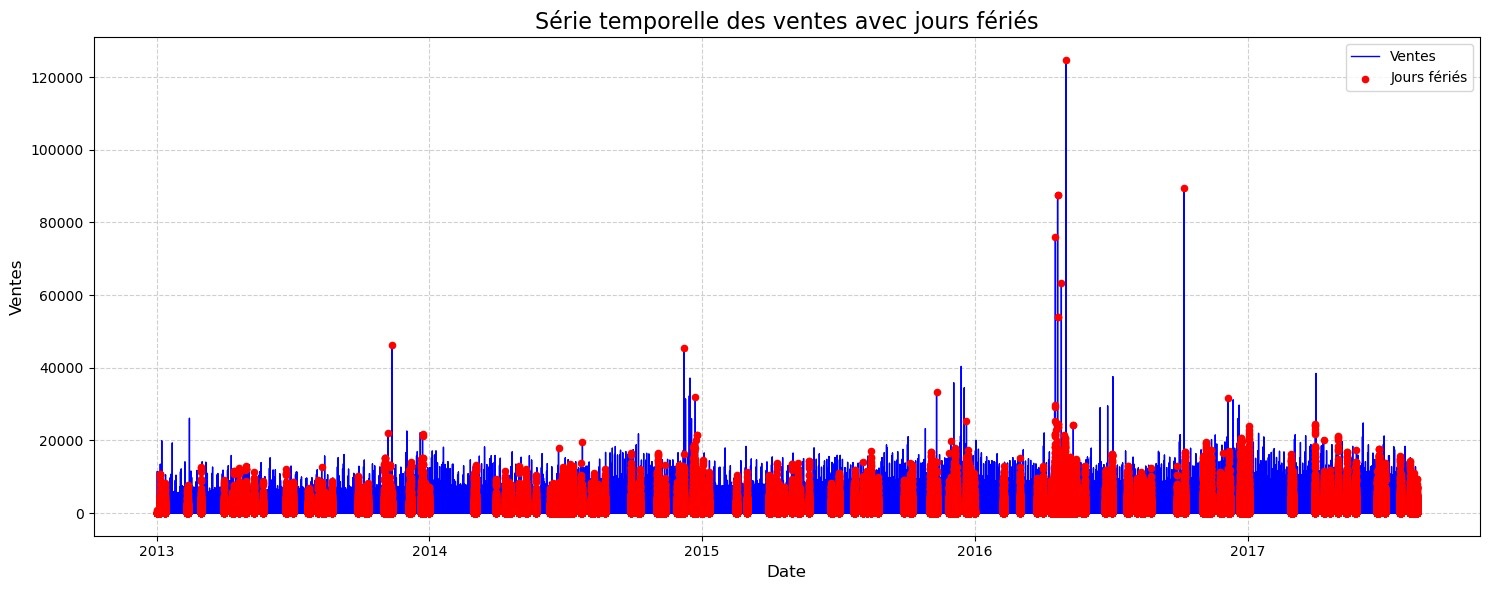 Série temporelle des ventes avec jours fériés
Ventes
Jours fériés
120000
100000
80000
60000
40000
20000
0
Ventes
2013
2014
2015
2016
2017
Date